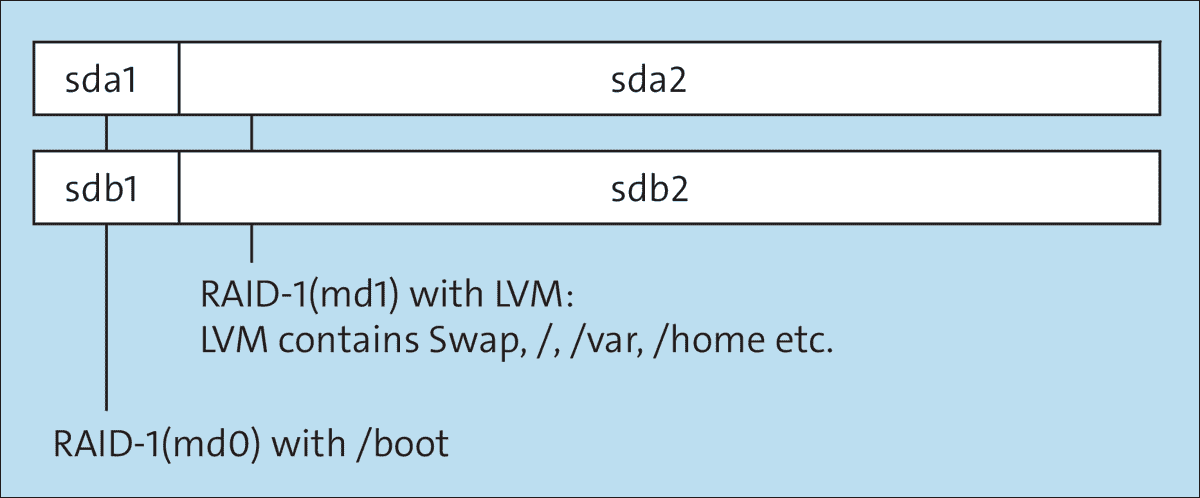 sda1 sda2
sdb1 sdb2
RAID-1(md1) with LVM:
LVM contains Swap, /, /var, /home etc.
RAID-1(md0) with /boot